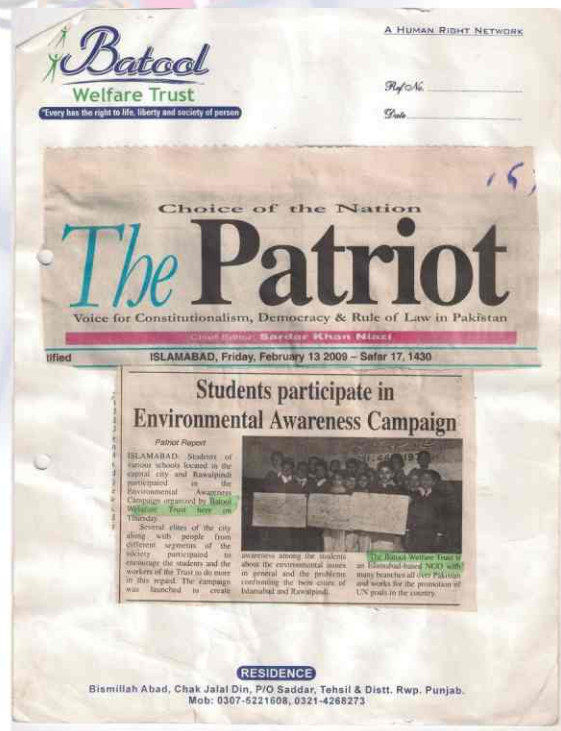 Batool
Welfare Trust
"Every has the right to life, liberty and society of person
A HUMAN RIGHT NETWORK
Ref No.
Date
15,
Choice of the Nation
The Patriot
Voice for Constitutionalism, Democracy & Rule of Law in Pakistan
Chief Editor: Sardar Khan Niazi
tified
ISLAMABAD, Friday, February 13 2009 – Safar 17, 1430
Students participate in
Environmental Awareness Campaign
Patriot Report
ISLAMABAD: Students of
various schools located in the
capital city and Rawalpindi
participated in the
Environmental Awareness
Campaign organized by Batool
Welafare Trust here on
Thursday.
Several elites of the city
along with people from
different segments of the
society participated to
encourage the students and the
workers of the Trust to do more
in this regard. The campaign
was launched to create
awareness among the students
about the environmental issues
in general and the problems
confronting the twin cities of
Islamabad and Rawalpindi.
The Batool Welfare Trust is
an Islamabad-based NGO with
many branches all over Pakistan
and works for the promotion of
UN goals in the country.
RESIDENCE
Bismillah Abad, Chak Jalal Din, P/O Saddar, Tehsil & Distt. Rwp. Punjab.
Mob: 0307-5221608, 0321-4268273